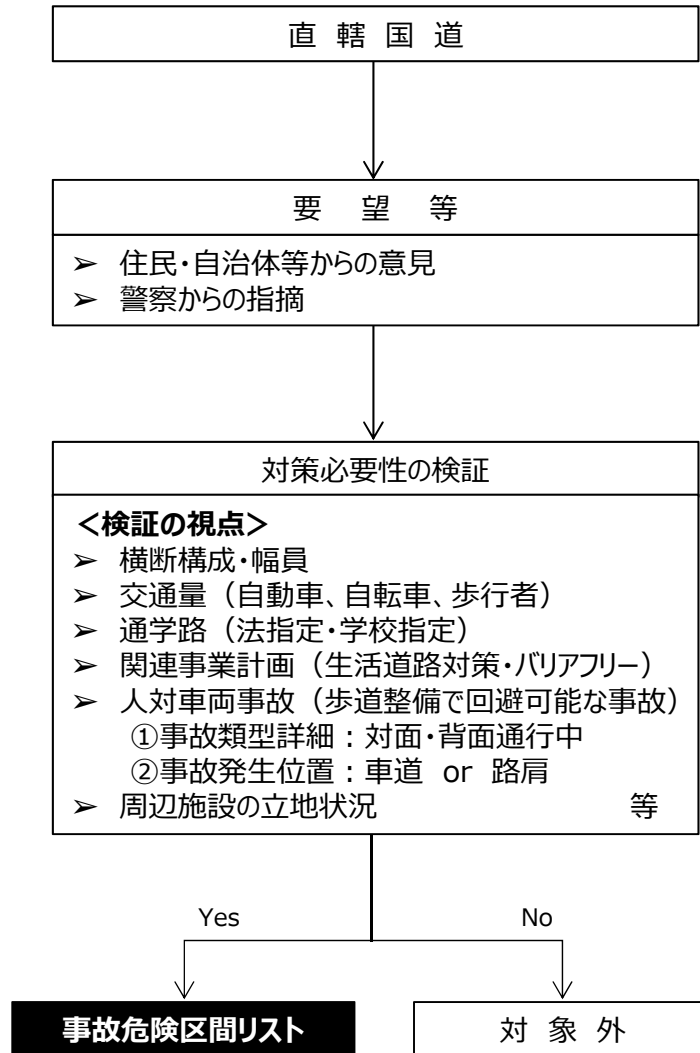 直 轄 国 道
要 望 等
➢ 住民・自治体等からの意見
➢ 警察からの指摘
対策必要性の検証
＜検証の視点＞
➢ 横断構成・幅員
➢ 交通量（自動車、自転車、歩行者）
➢ 通学路（法指定・学校指定）
➢ 関連事業計画（生活道路対策・バリアフリー）
➢ 人対車両事故（歩道整備で回避可能な事故）
①事故類型詳細：対面・背面通行中
②事故発生位置：車道 or 路肩
➢ 周辺施設の立地状況 等
Yes No
事故危険区間リスト 対 象 外